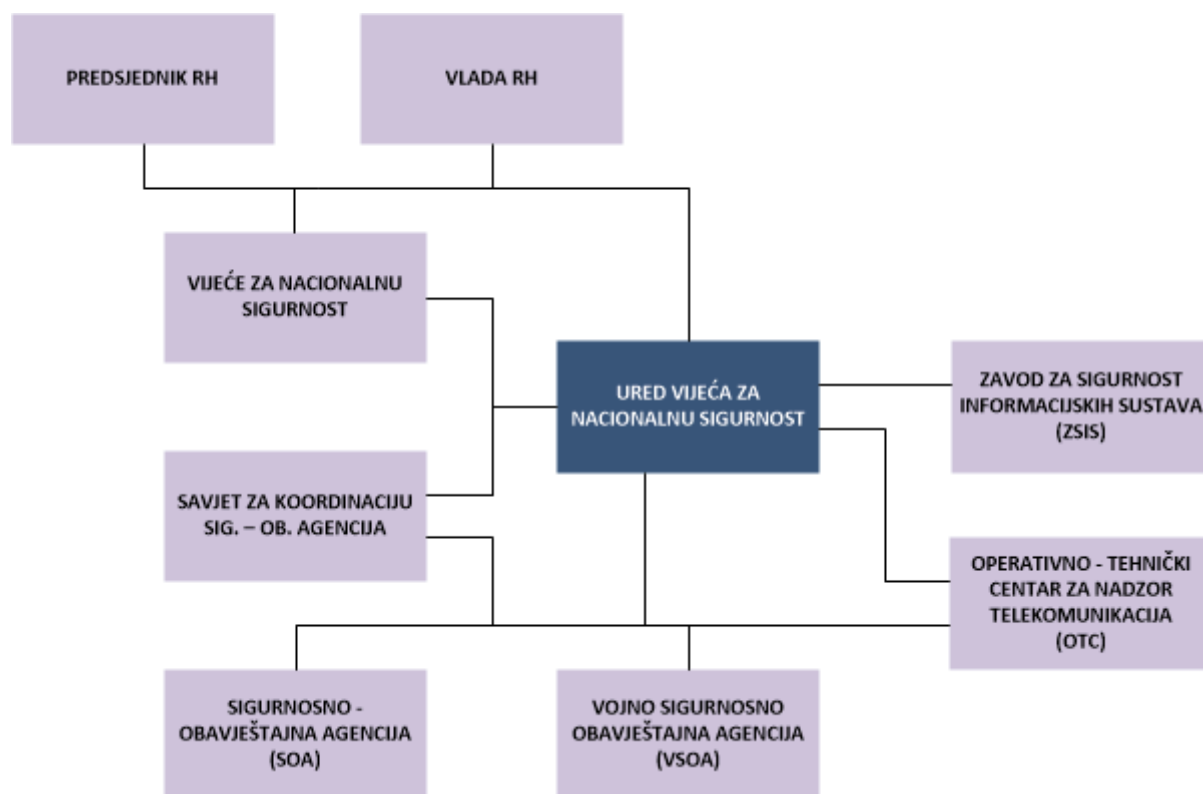 PREDSJEDNIK RH
VLADA RH
VIJEĆE ZA NACIONALNU
SIGURNOST
URED VIJEĆA ZA
NACIONALNU SIGURNOST
ZAVOD ZA SIGURNOST
INFORMACIJSKIH SUSTAVA
(ZSIS)
SAVJET ZA KOORDINACIJU
SIG. – OB. AGENCIJA
OPERATIVNO - TEHNIČKI
CENTAR ZA NADZOR
TELEKOMUNIKACIJA
(OTC)
SIGURNOSNO -
OBAVJEŠTAJNA AGENCIJA
(SOA)
VOJNO SIGURNOSNO
OBAVJEŠTAJNA AGENCIJA
(VSOA)